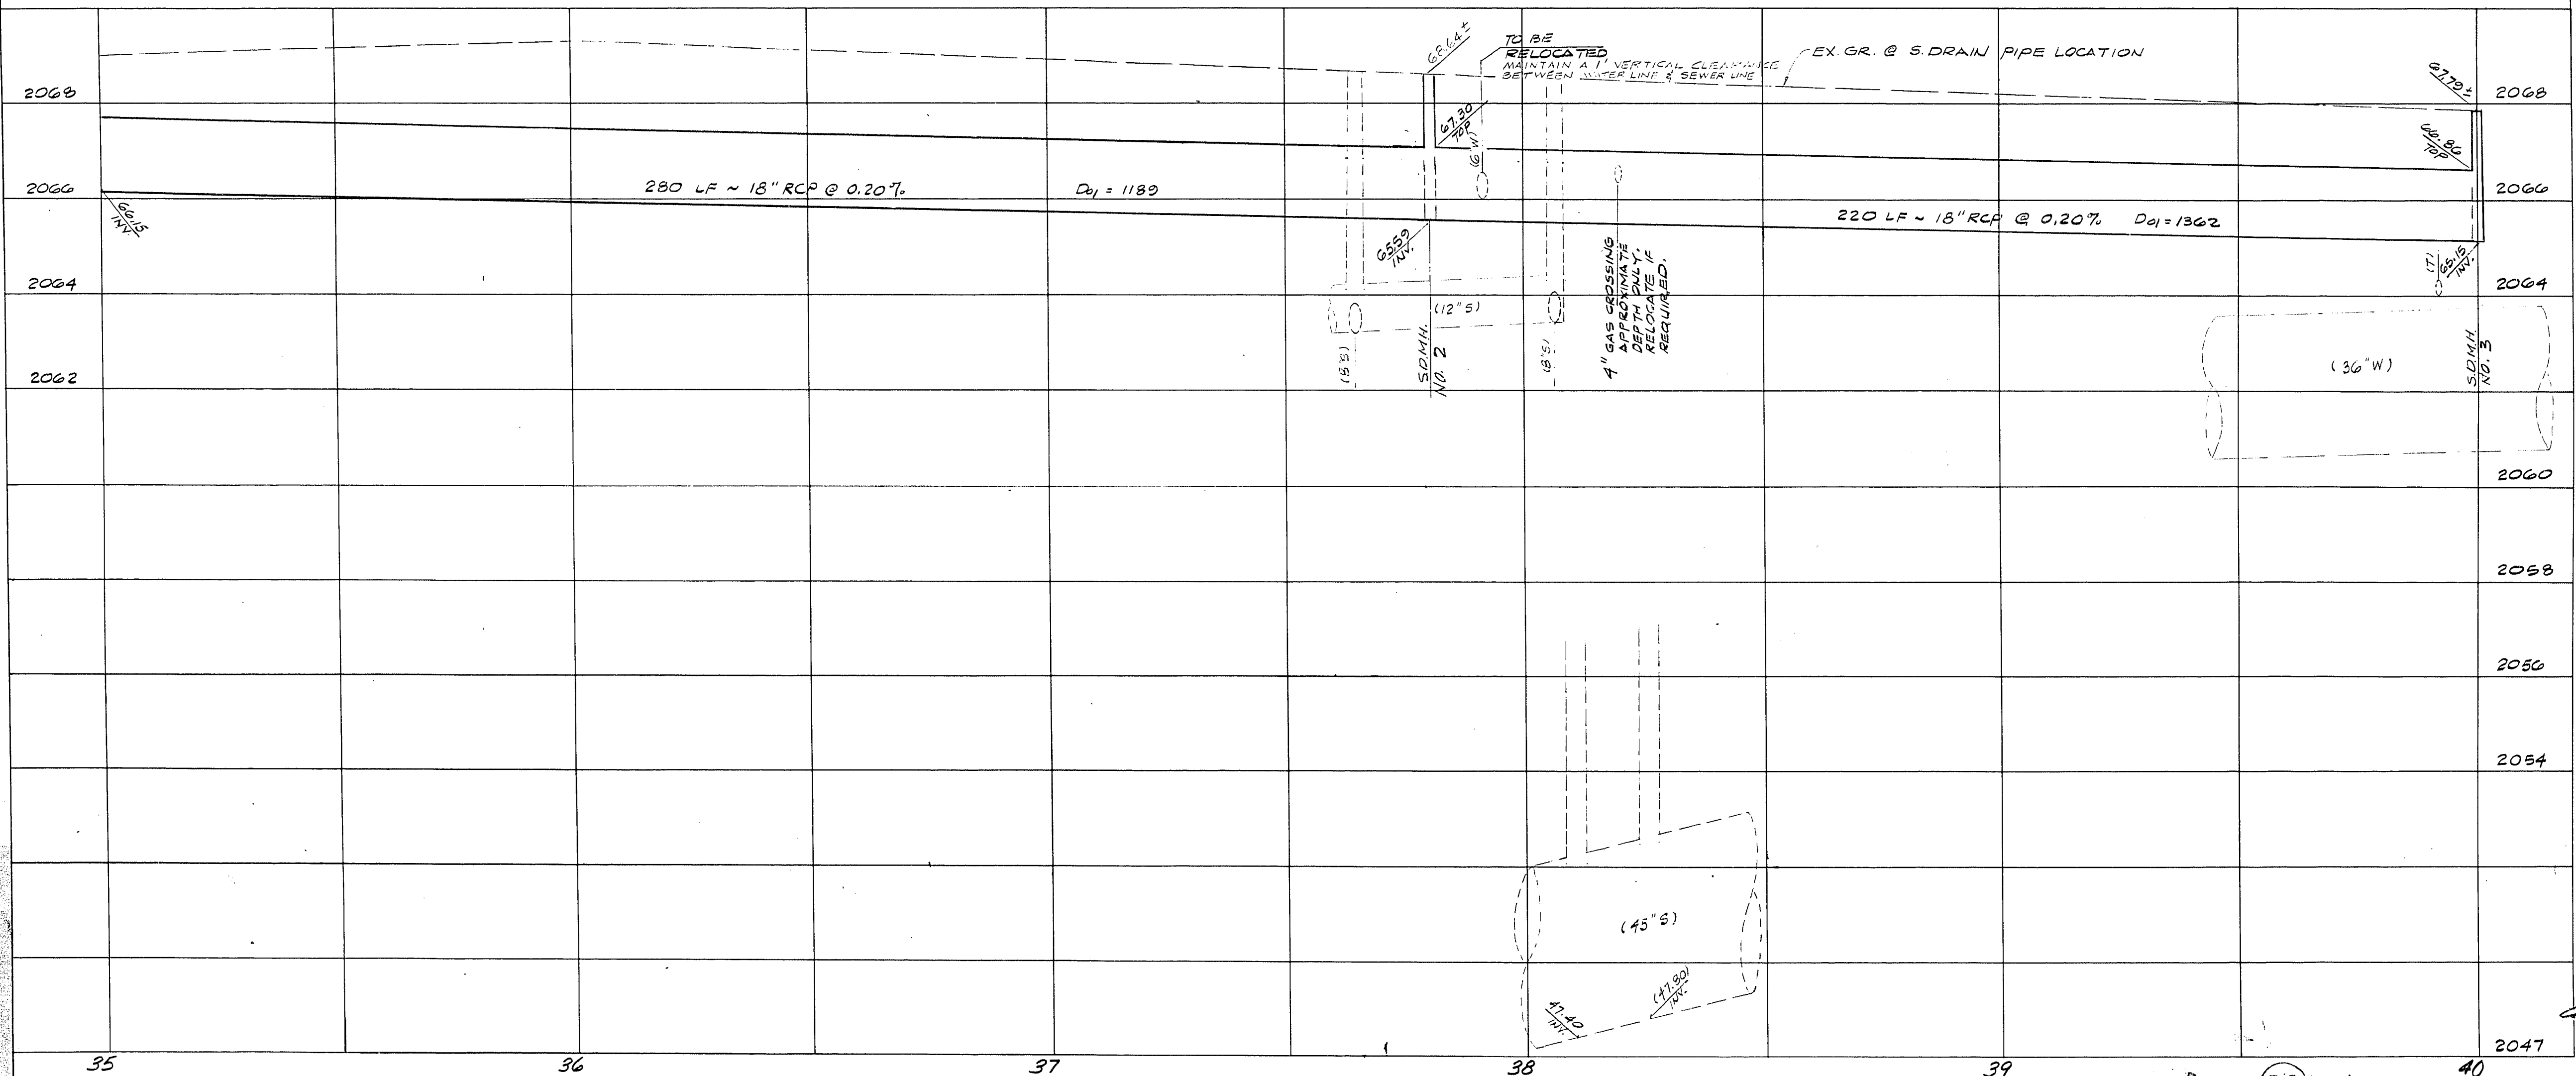 68.64±
TO BE
RELOCATED
MAINTAIN A 1' VERTICAL CLEARANCE
BETWEEN WATER LINE & SEWER LINE
EX. GR. @ S. DRAIN PIPE LOCATION
67.79±
2068
2068
67.30
TOP
(6"W)
66.86
TOP
2066
280 LF ~ 18" RCP @ 0.20%
D01 = 1189
2066
66.15
INV.
220 LF ~ 18" RCP @ 0.20%
D01 = 1362
65.59
INV.
4" GAS CROSSING
APPROXIMATE
DEPTH ONLY.
RELOCATE IF
REQUIRED.
(T)
65.15
INV.
2064
2064
(12"S)
(8"S)
S.D.M.H.
NO. 2
(8"S)
(36"W)
S.D.M.H.
NO. 3
2062
2060
2058
2056
2054
(45"S)
47.40
INV.
(47.80)
INV.
2047
35
36
37
38
39
40